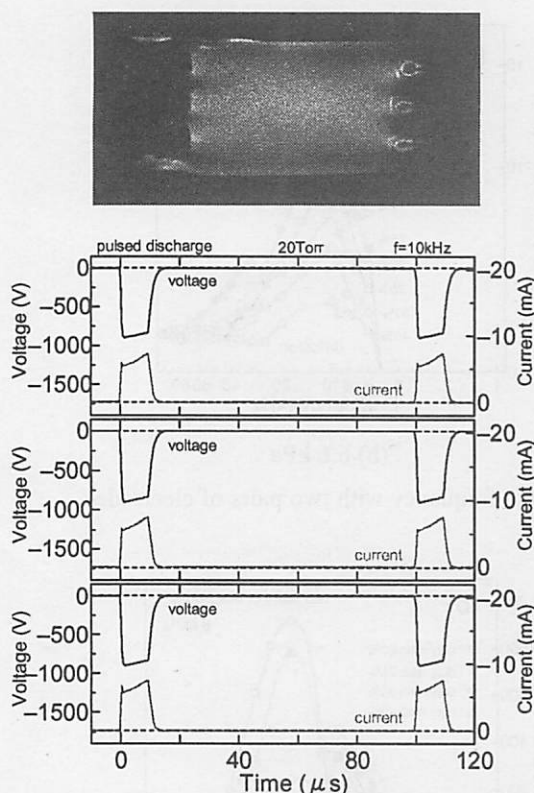 pulsed discharge 20Torr f=10kHz
Voltage (V)
0
−500
−1000
−1500
voltage
current
−20
−10
0
Current (mA)
Voltage (V)
0
−500
−1000
−1500
voltage
current
−20
−10
0
Current (mA)
Voltage (V)
0
−500
−1000
−1500
voltage
current
−20
−10
0
Current (mA)
0 40 80 120
Time (μs)